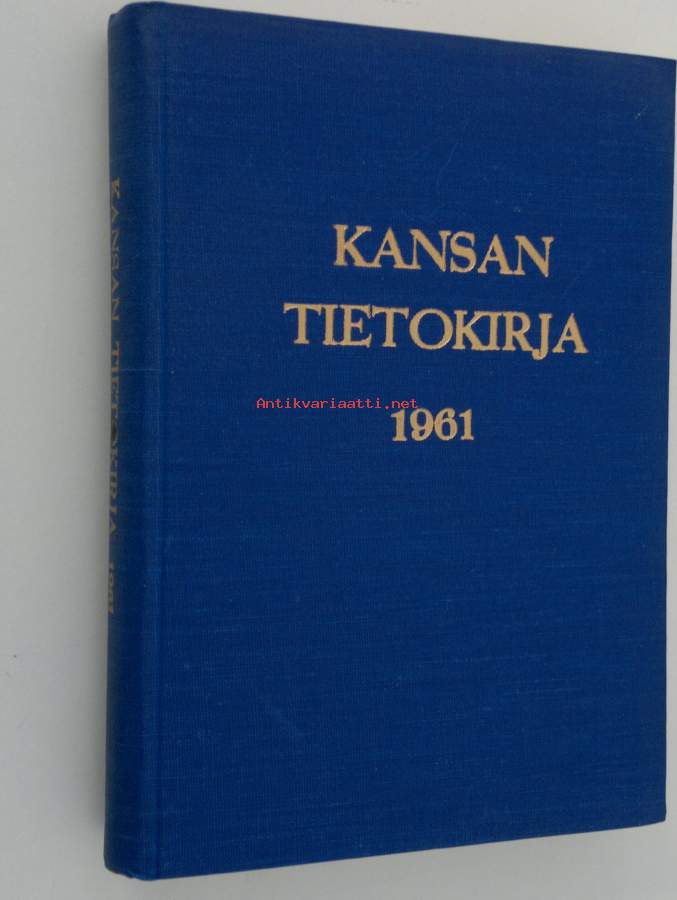 KANSAN
TIETOKIRJA
Antikvariaatti.net
1961
KANSAN TIETOKIRJA 1961